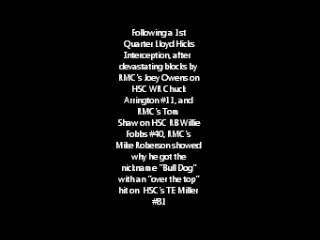 Following a 1st
Quarter Lloyd Hicks
Interception, after
devastating blocks by
RMC's Joey Owens on
HSC WR Chuck
Arrington #11, and
RMC's Tom
Shaw on HSC RB Willie
Fobbs #40, RMC's
Mike Roberson showed
why he got the
nickname "Bull Dog"
with an "over the top"
hit on HSC's TE Miller
#81